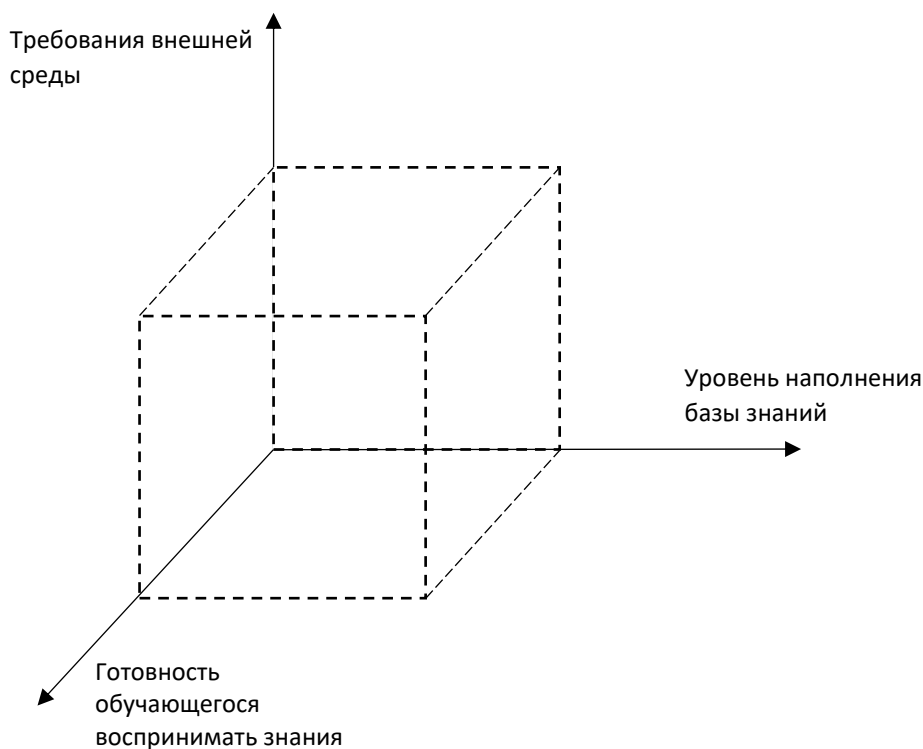 Требования внешней
среды
Уровень наполнения
базы знаний
Готовность
обучающегося
воспринимать знания